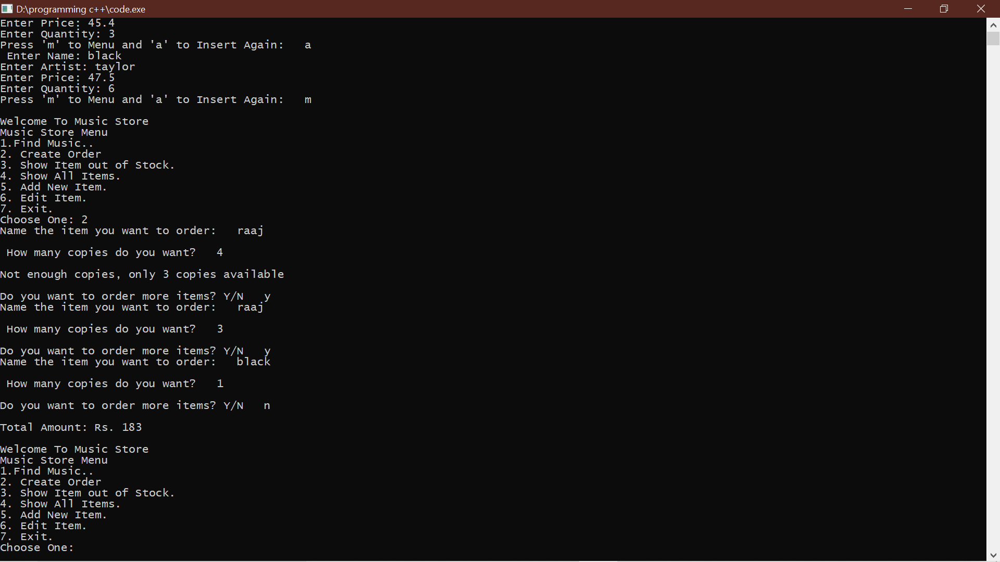 D:\programming c++\code.exe
Enter Price: 45.4
Enter Quantity: 3
Press 'm' to Menu and 'a' to Insert Again:   a
 Enter Name: black
Enter Artist: taylor
Enter Price: 47.5
Enter Quantity: 6
Press 'm' to Menu and 'a' to Insert Again:   m
Welcome To Music Store
Music Store Menu
1.Find Music..
2. Create Order
3. Show Item out of Stock.
4. Show All Items.
5. Add New Item.
6. Edit Item.
7. Exit.
Choose One: 2
Name the item you want to order:   raaj
 How many copies do you want?   4
Not enough copies, only 3 copies available
Do you want to order more items? Y/N   y
Name the item you want to order:   raaj
 How many copies do you want?   3
Do you want to order more items? Y/N   y
Name the item you want to order:   black
 How many copies do you want?   1
Do you want to order more items? Y/N   n
Total Amount: Rs. 183
Welcome To Music Store
Music Store Menu
1.Find Music..
2. Create Order
3. Show Item out of Stock.
4. Show All Items.
5. Add New Item.
6. Edit Item.
7. Exit.
Choose One: